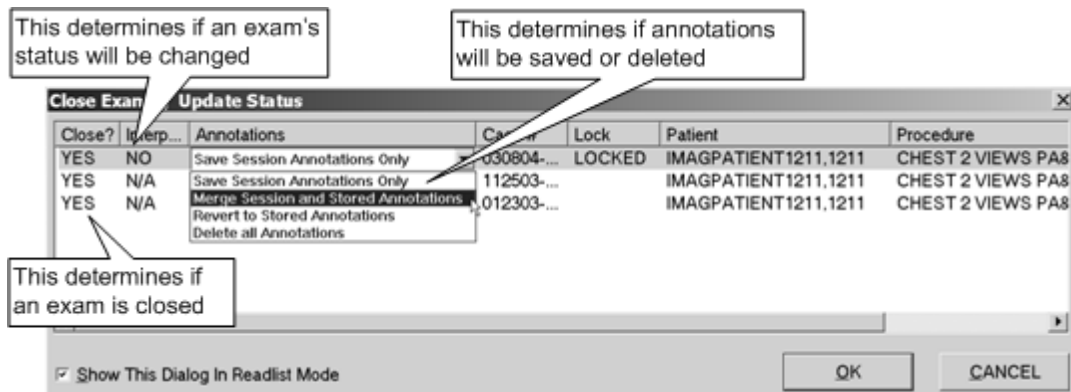 This determines if an exam's
status will be changed
This determines if annotations
will be saved or deleted
Close Exam Update Status
Close? Interp... Annotations Case # Lock Patient Procedure
YES NO Save Session Annotations Only 030804-... LOCKED IMAGPATIENT1211,1211 CHEST 2 VIEWS PA&
YES N/A Save Session Annotations Only 112503-... IMAGPATIENT1211,1211 CHEST 2 VIEWS PA&
YES N/A Merge Session and Stored Annotations 012303-... IMAGPATIENT1211,1211 CHEST 2 VIEWS PA&
Revert to Stored Annotations
Delete all Annotations
This determines if
an exam is closed
Show This Dialog In Readlist Mode
OK
CANCEL